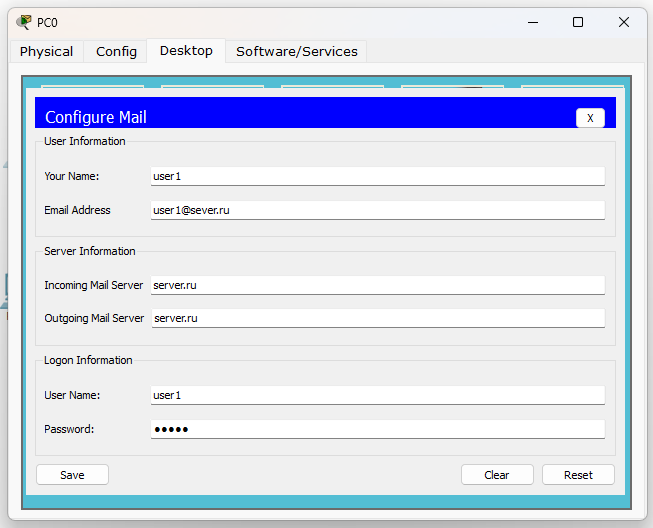 PC0
Physical Config Desktop Software/Services
Configure Mail X
User Information
Your Name: user1
Email Address user1@sever.ru
Server Information
Incoming Mail Server server.ru
Outgoing Mail Server server.ru
Logon Information
User Name: user1
Password: •••••
Save Clear Reset